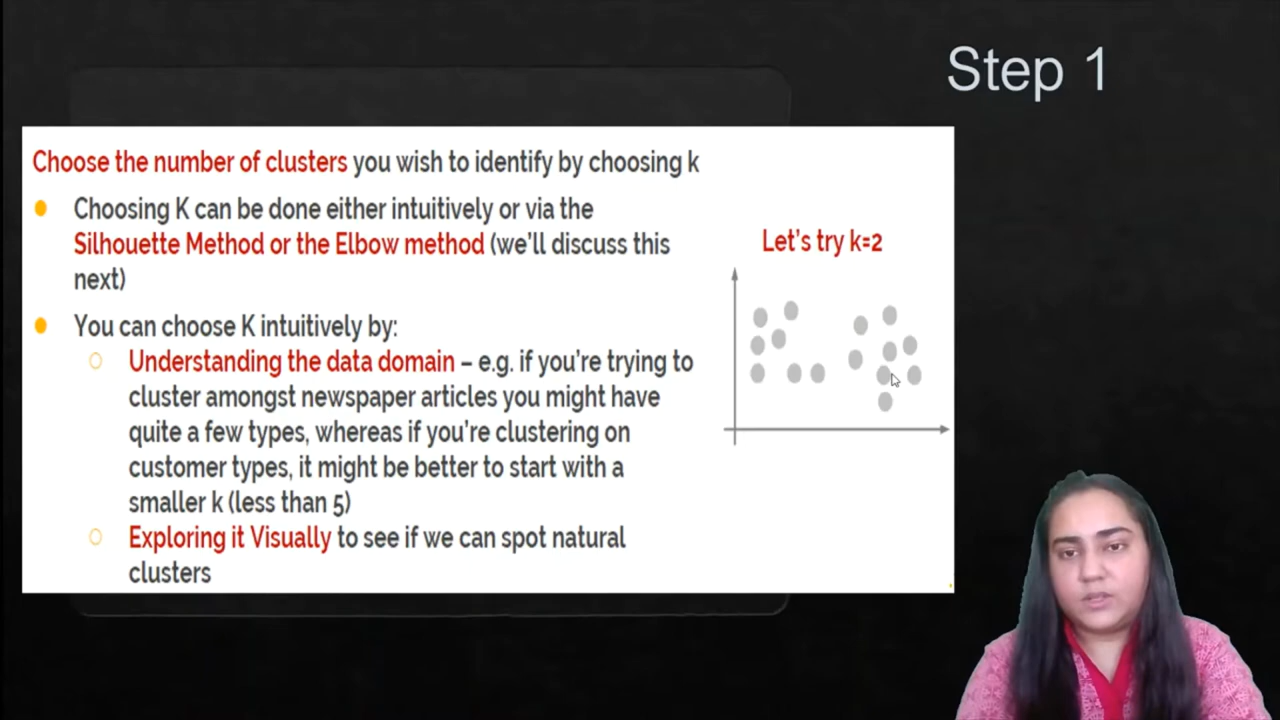 Step 1
Choose the number of clusters you wish to identify by choosing k
Choosing K can be done either intuitively or via the
Silhouette Method or the Elbow method (we'll discuss this
next)
You can choose K intuitively by:
Understanding the data domain – e.g. if you're trying to
cluster amongst newspaper articles you might have
quite a few types, whereas if you're clustering on
customer types, it might be better to start with a
smaller k (less than 5)
Exploring it Visually to see if we can spot natural
clusters
Let's try k=2